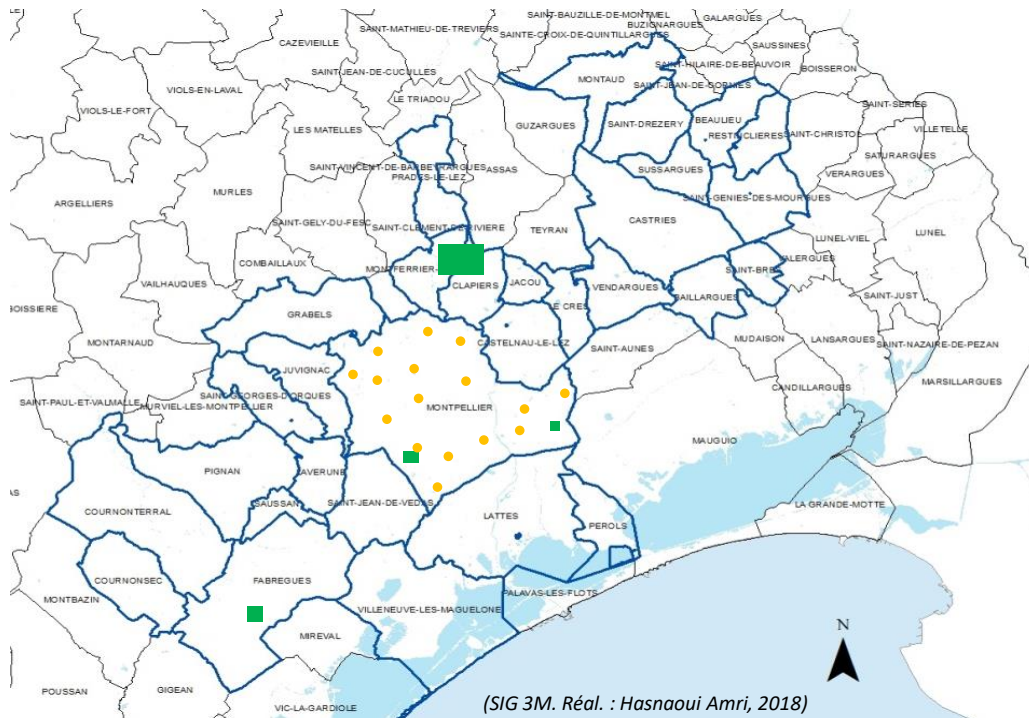 SAINT-BAUZILLE-DE-MONTMEL
GALARGUES
BUZIGNARGUES
SAINT-MATHIEU-DE-TREVIERS
SAINTE-CROIX-DE-QUINTILLARGUES
CAZEVIEILLE
SAUSSINES
SAINT-HILAIRE-DE-BEAUVOIR
BOISSERON
SAINT-JEAN-DE-CUCULLES
MONTAUD
SAINT-JEAN-DE-CORNIES
VIOLS-EN-LAVAL
LE TRIADOU
VIOLS-LE-FORT
SAINT-SERIES
BEAULIEU
GUZARGUES
SAINT-DREZERY
LES MATELLES
RESTINCLIERES
SAINT-CHRISTOL
VILLETELLE
SATURARGUES
SAINT-VINCENT-DE-BARBEYRARGUES
ASSAS
SUSSARGUES
PRADES-LE-LEZ
VERARGUES
MURLES
SAINT-GENIES-DES-MOURGUES
ARGELLIERS
SAINT-GELY-DU-FESC
CASTRIES
SAINT-CLEMENT-DE-RIVIERE
TEYRAN
LUNEL-VIEL
LUNEL
COMBAILLAUX
MONTFERRIER-
VALERGUES
SAINT-BRE
VAILHAUQUES
CLAPIERS
JACOU
VENDARGUES
BAILLARGUES
SAINT-JUST
LE CRES
BOISSIERE
GRABELS
MONTARNAUD
CASTELNAU-LE-LEZ
SAINT-AUNES
MUDAISON
LANSARGUES
SAINT-NAZAIRE-DE-PEZAN
JUVIGNAC
MARSILLARGUES
CANDILLARGUES
SAINT-GEORGES-D'ORQUES
SAINT-PAUL-ET-VALMALLE
MURVIEL-LES-MONTPELLIER
MONTPELLIER
MAUGUIO
PIGNAN
LAVERUNE
SAUSSAN
SAINT-JEAN-DE-VEDAS
LA GRANDE-MOTTE
COURNONTERRAL
LATTES
PEROLS
COURNONSEC
FABREGUES
PALAVAS-LES-FLOTS
MONTBAZIN
VILLENEUVE-LES-MAGUELONE
N
MIREVAL
POUSSAN
GIGEAN
VIC-LA-GARDIOLE
(SIG 3M. Réal. : Hasnaoui Amri, 2018)